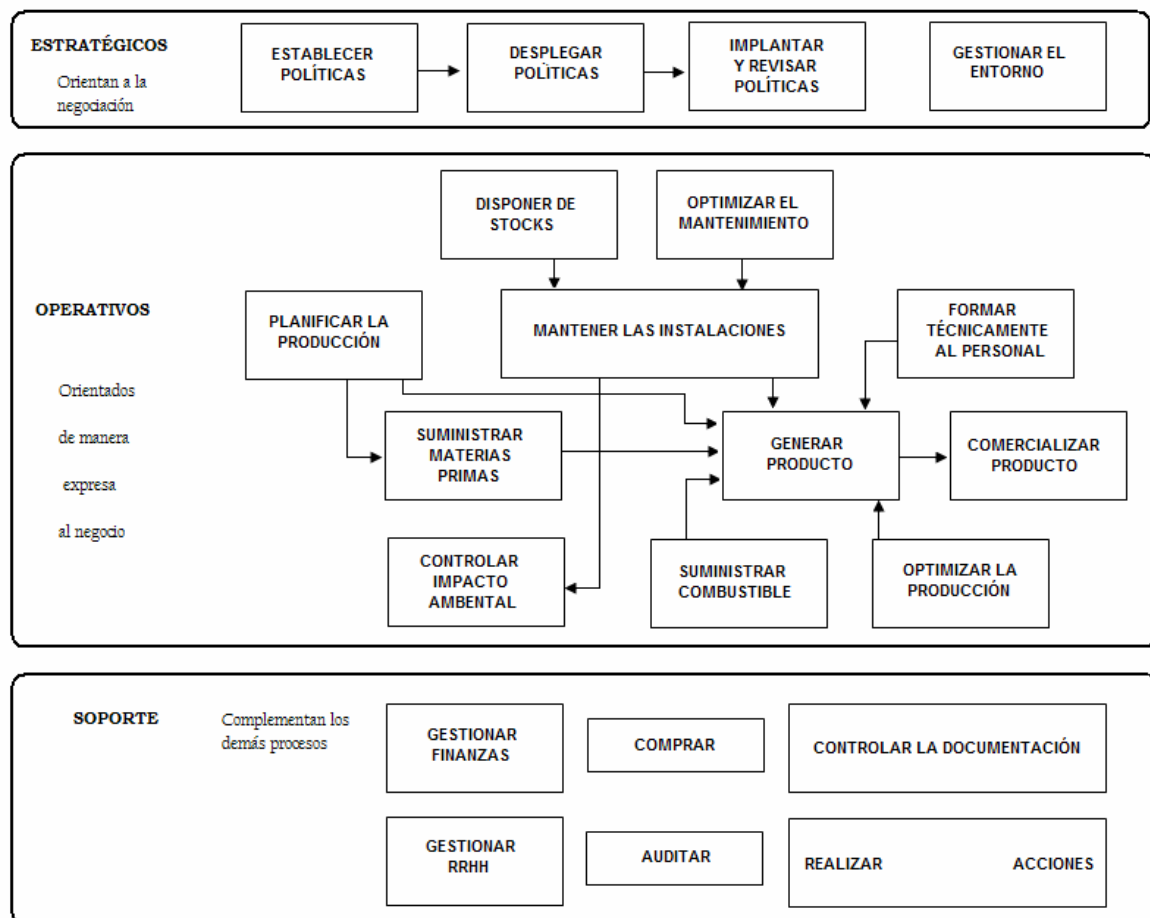 ESTRATÉGICOS
Orientan a la
negociación
ESTABLECER
POLÍTICAS
DESPLEGAR
POLÌTICAS
IMPLANTAR
Y REVISAR
POLÍTICAS
GESTIONAR EL
ENTORNO
DISPONER DE
STOCKS
OPTIMIZAR EL
MANTENIMIENTO
OPERATIVOS
Orientados
de manera
expresa
al negocio
PLANIFICAR LA
PRODUCCIÓN
MANTENER LAS INSTALACIONES
FORMAR
TÉCNICAMENTE
AL PERSONAL
SUMINISTRAR
MATERIAS
PRIMAS
GENERAR
PRODUCTO
COMERCIALIZAR
PRODUCTO
CONTROLAR
IMPACTO
AMBENTAL
SUMINISTRAR
COMBUSTIBLE
OPTIMIZAR LA
PRODUCCIÓN
SOPORTE
Complementan los
demás procesos
GESTIONAR
FINANZAS
COMPRAR
CONTROLAR LA DOCUMENTACIÓN
GESTIONAR
RRHH
AUDITAR
REALIZAR ACCIONES